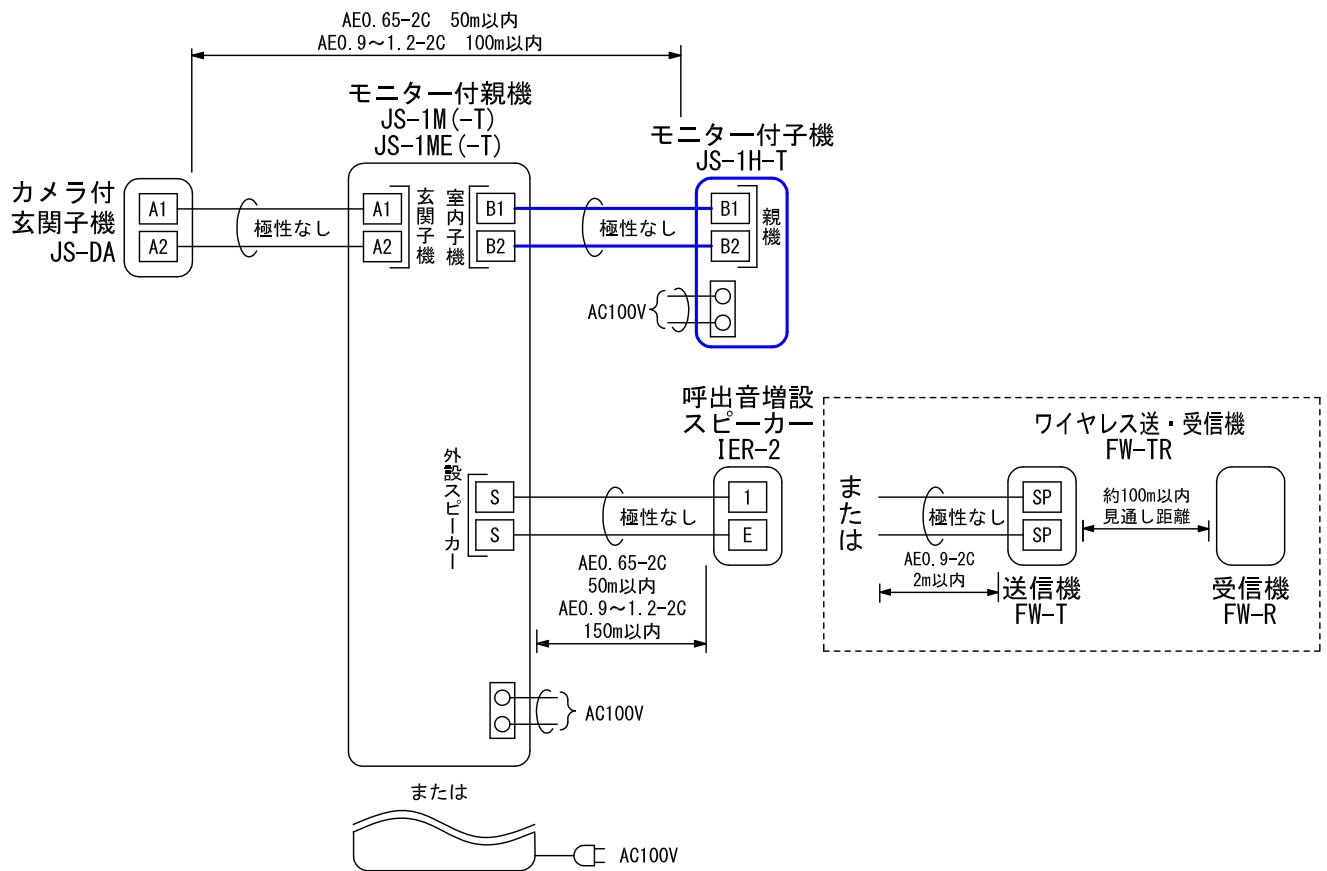 AE0.65-2C 50m以内
AE0.9～1.2-2C 100m以内
モニター付親機
JS-1M(-T)
JS-1ME(-T)
モニター付子機
JS-1H-T
カメラ付
玄関子機
JS-DA
A1
A2
極性なし
A1
A2
玄関子機
室内子機
B1
B2
極性なし
B1
B2
親機
AC100V
呼出音増設
スピーカー
IER-2
外設スピーカー
S
S
極性なし
1
E
AE0.65-2C
50m以内
AE0.9～1.2-2C
150m以内
AC100V
または
ワイヤレス送・受信機
FW-TR
極性なし
SP
SP
約100m以内
見通し距離
AE0.9-2C
2m以内
送信機
FW-T
受信機
FW-R
または
AC100V